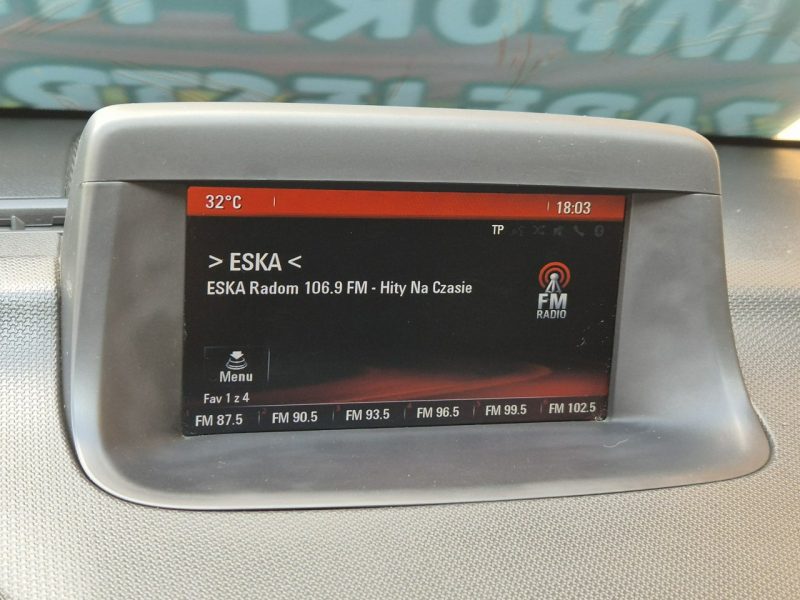 32°C
18:03
TP
> ESKA <
ESKA Radom 106.9 FM - Hity Na Czasie
FM
RADIO
Menu
Fav 1 z 4
FM 87.5 FM 90.5 FM 93.5 FM 96.5 FM 99.5 FM 102.5